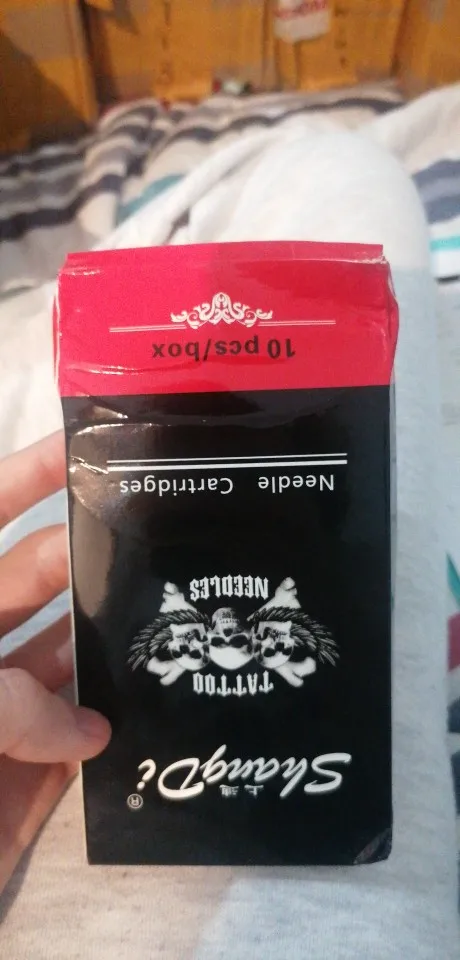 ShangDi®
TATTOO
NEEDLES
Needle Cartridges
10 pcs/box